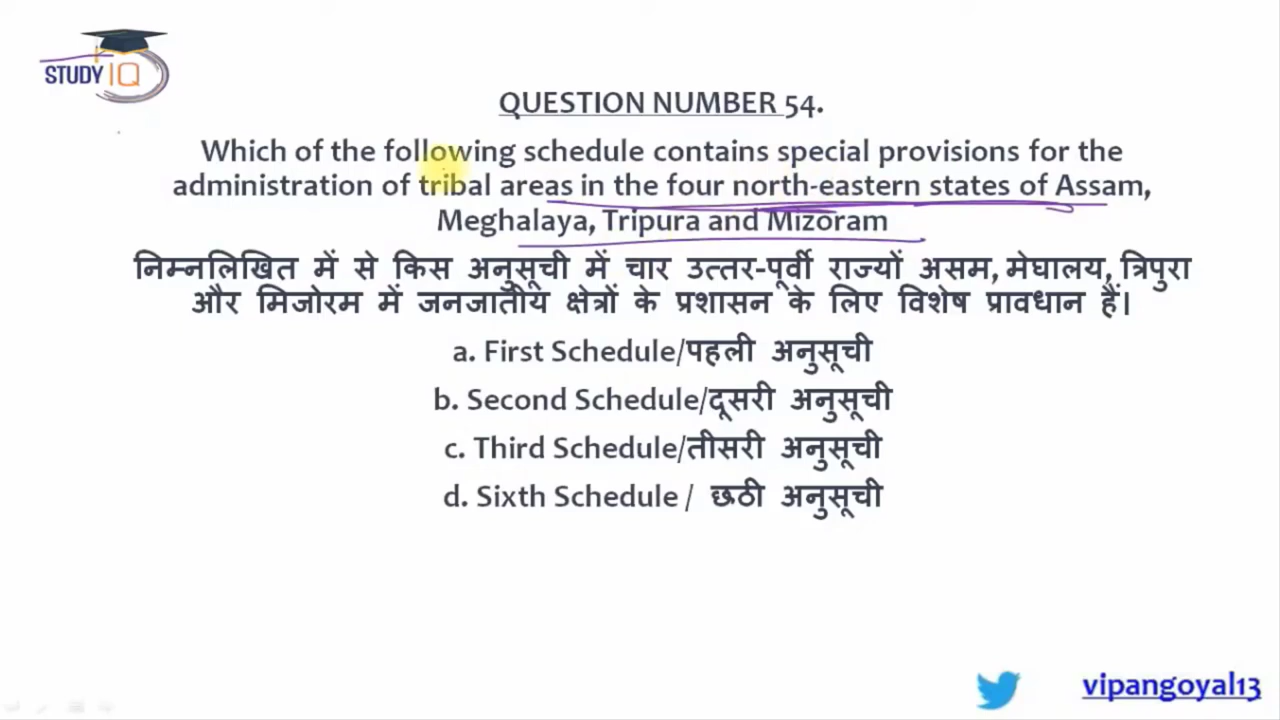 STUDY IQ
QUESTION NUMBER 54.
Which of the following schedule contains special provisions for the
administration of tribal areas in the four north-eastern states of Assam,
Meghalaya, Tripura and Mizoram
निम्नलिखित में से किस अनुसूची में चार उत्तर-पूर्वी राज्यों असम, मेघालय, त्रिपुरा
और मिजोरम में जनजातीय क्षेत्रों के प्रशासन के लिए विशेष प्रावधान हैं।
a. First Schedule/पहली अनुसूची
b. Second Schedule/दूसरी अनुसूची
c. Third Schedule/तीसरी अनुसूची
d. Sixth Schedule / छठी अनुसूची
vipangoyal13